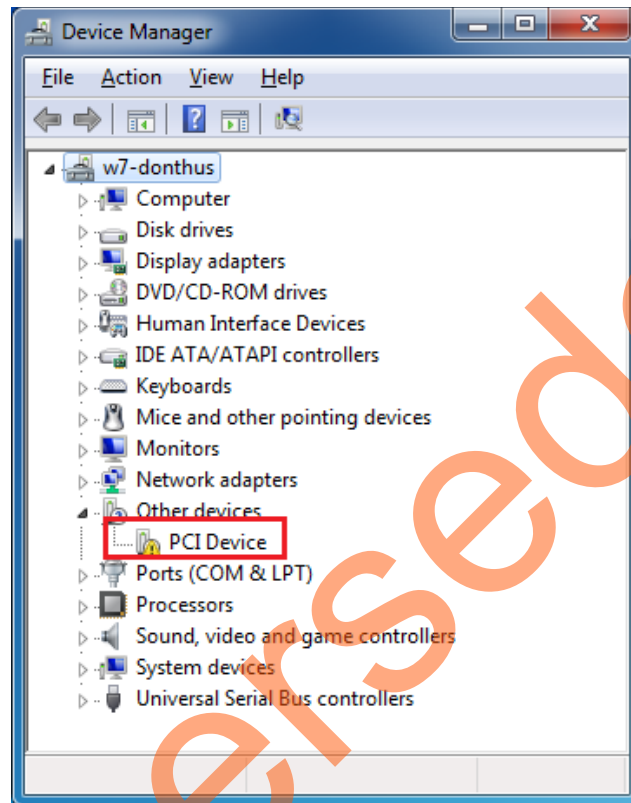 Device Manager
File Action View Help
w7-donthus
Computer
Disk drives
Display adapters
DVD/CD-ROM drives
Human Interface Devices
IDE ATA/ATAPI controllers
Keyboards
Mice and other pointing devices
Monitors
Network adapters
Other devices
PCI Device
Ports (COM & LPT)
Processors
Sound, video and game controllers
System devices
Universal Serial Bus controllers